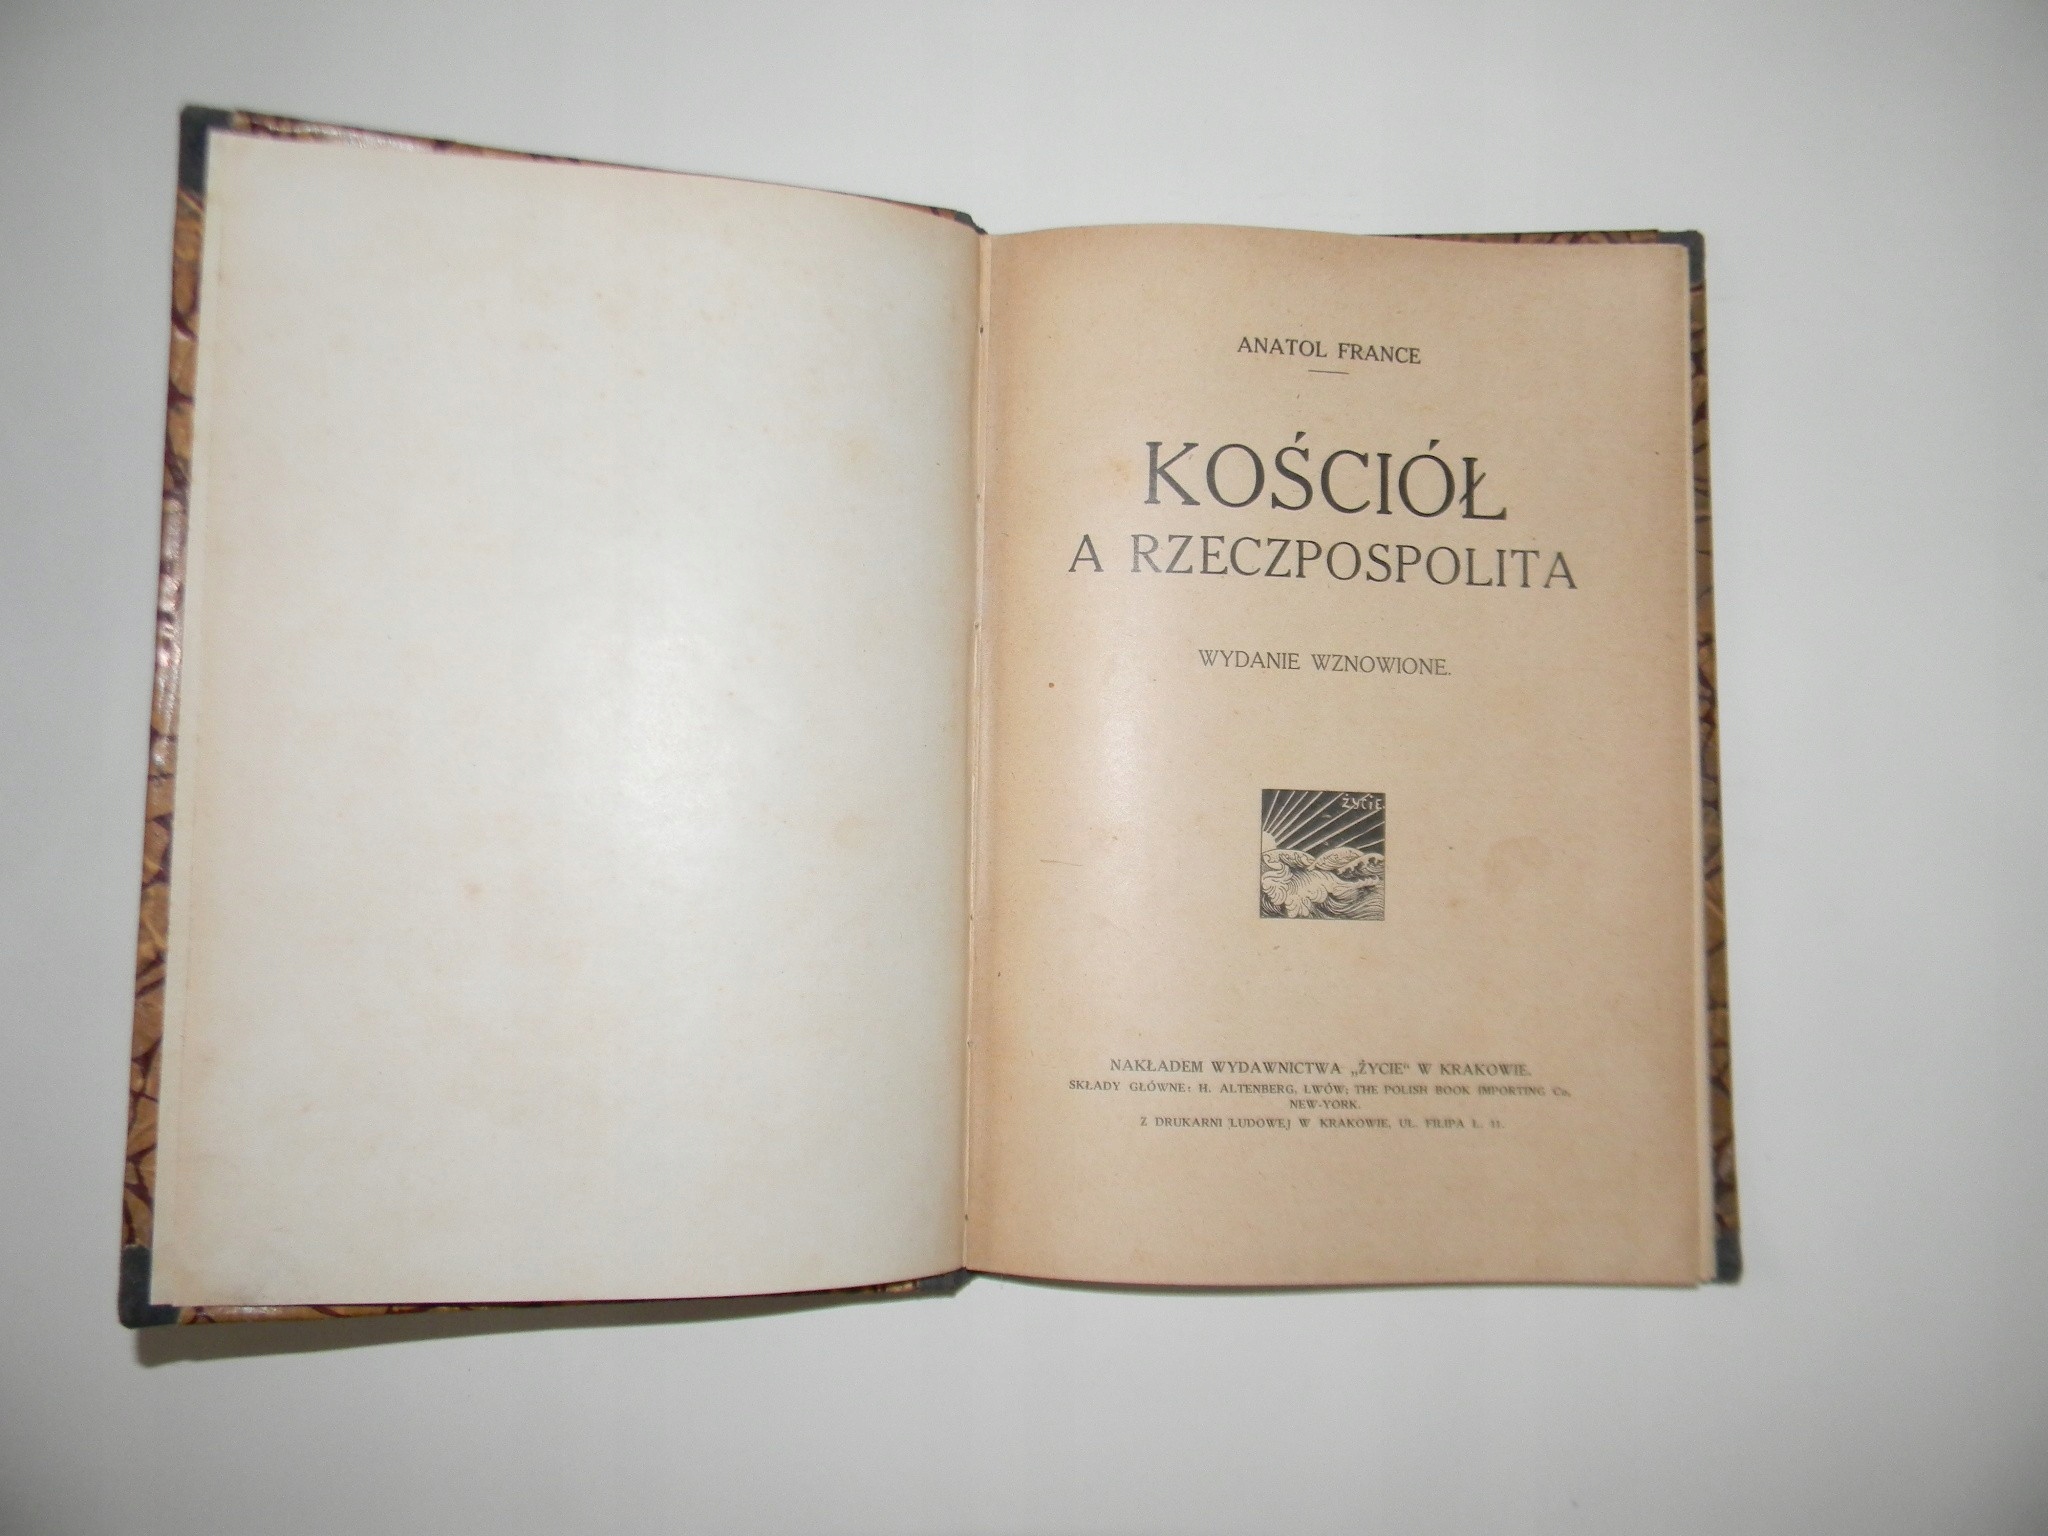 ANATOL FRANCE
KOŚCIÓŁ
A RZECZPOSPOLITA
WYDANIE WZNOWIONE.
ŻYCIE
NAKŁADEM WYDAWNICTWA „ŻYCIE“ W KRAKOWIE.
SKŁADY GŁÓWNE: H. ALTENBERG, LWÓW; THE POLISH BOOK IMPORTING Co,
NEW-YORK.
Z DRUKARNI LUDOWEJ W KRAKOWIE, UL. FILIPA L. 11.